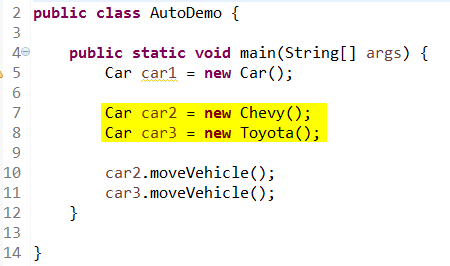 2 public class AutoDemo {
3
4 public static void main(String[] args) {
5 Car car1 = new Car();
6
7 Car car2 = new Chevy();
8 Car car3 = new Toyota();
9
10 car2.moveVehicle();
11 car3.moveVehicle();
12 }
13
14 }